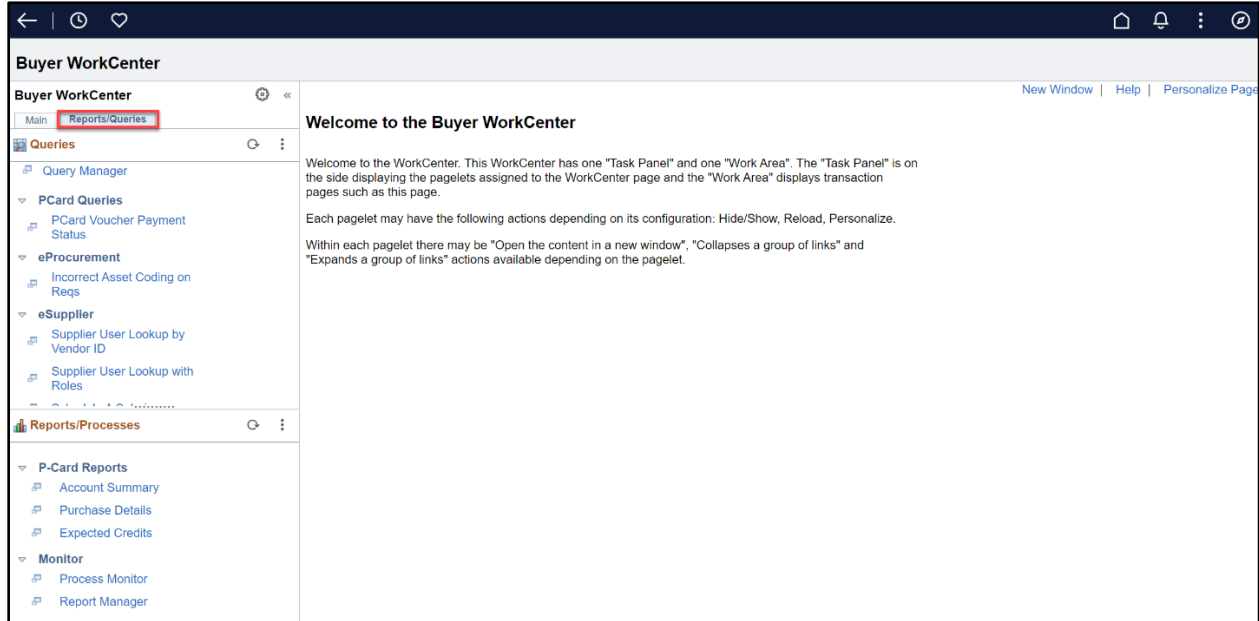 Buyer WorkCenter
Buyer WorkCenter
New Window | Help | Personalize Page
Main Reports/Queries
Queries
Query Manager
PCard Queries
PCard Voucher Payment
Status
eProcurement
Incorrect Asset Coding on
Reqs
eSupplier
Supplier User Lookup by
Vendor ID
Supplier User Lookup with
Roles
Reports/Processes
P-Card Reports
Account Summary
Purchase Details
Expected Credits
Monitor
Process Monitor
Report Manager
Welcome to the Buyer WorkCenter
Welcome to the WorkCenter. This WorkCenter has one "Task Panel" and one "Work Area". The "Task Panel" is on
the side displaying the pagelets assigned to the WorkCenter page and the "Work Area" displays transaction
pages such as this page.
Each pagelet may have the following actions depending on its configuration: Hide/Show, Reload, Personalize.
Within each pagelet there may be "Open the content in a new window", "Collapses a group of links" and
"Expands a group of links" actions available depending on the pagelet.